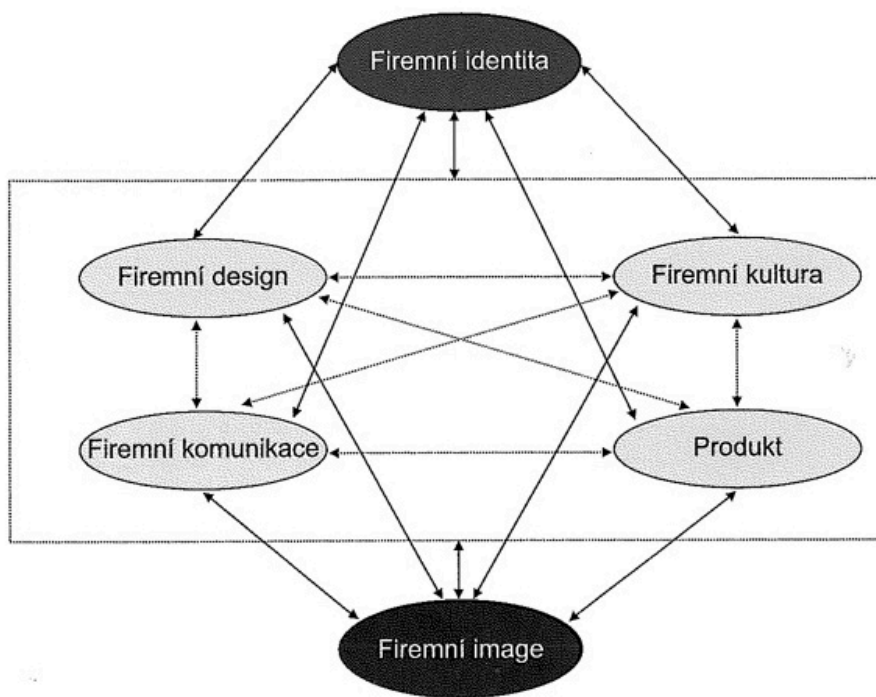 Firemní identita
Firemní design
Firemní kultura
Firemní komunikace
Produkt
Firemní image